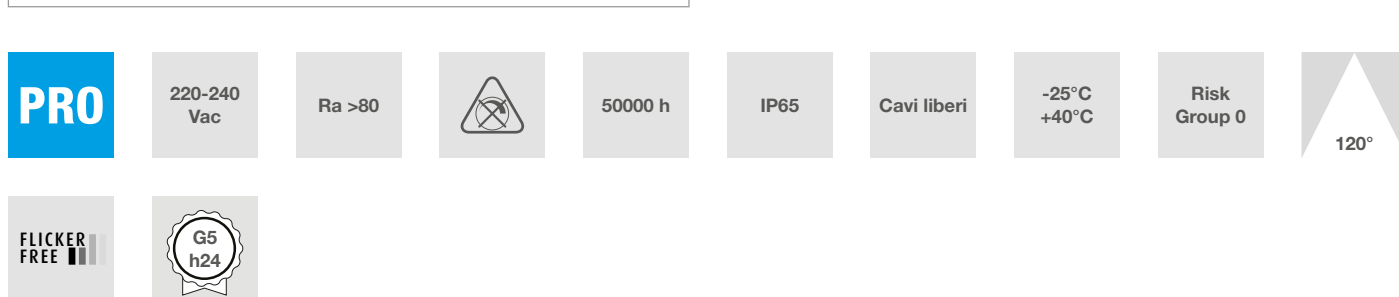 PRO
220-240
Vac
Ra >80
50000 h
IP65
Cavi liberi
-25°C
+40°C
Risk
Group 0
120°
FLICKER
FREE
G5
h24